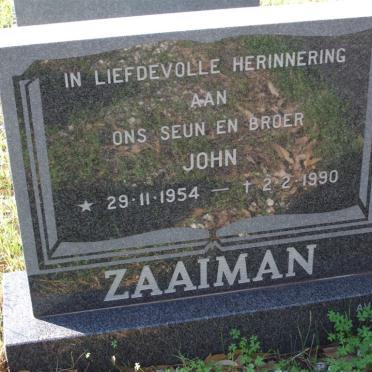 IN LIEFDEVOLLE HERINNERING
AAN
ONS SEUN EN BROER
JOHN
★ 29·11·1954 — † 2·2·1990
ZAAIMAN